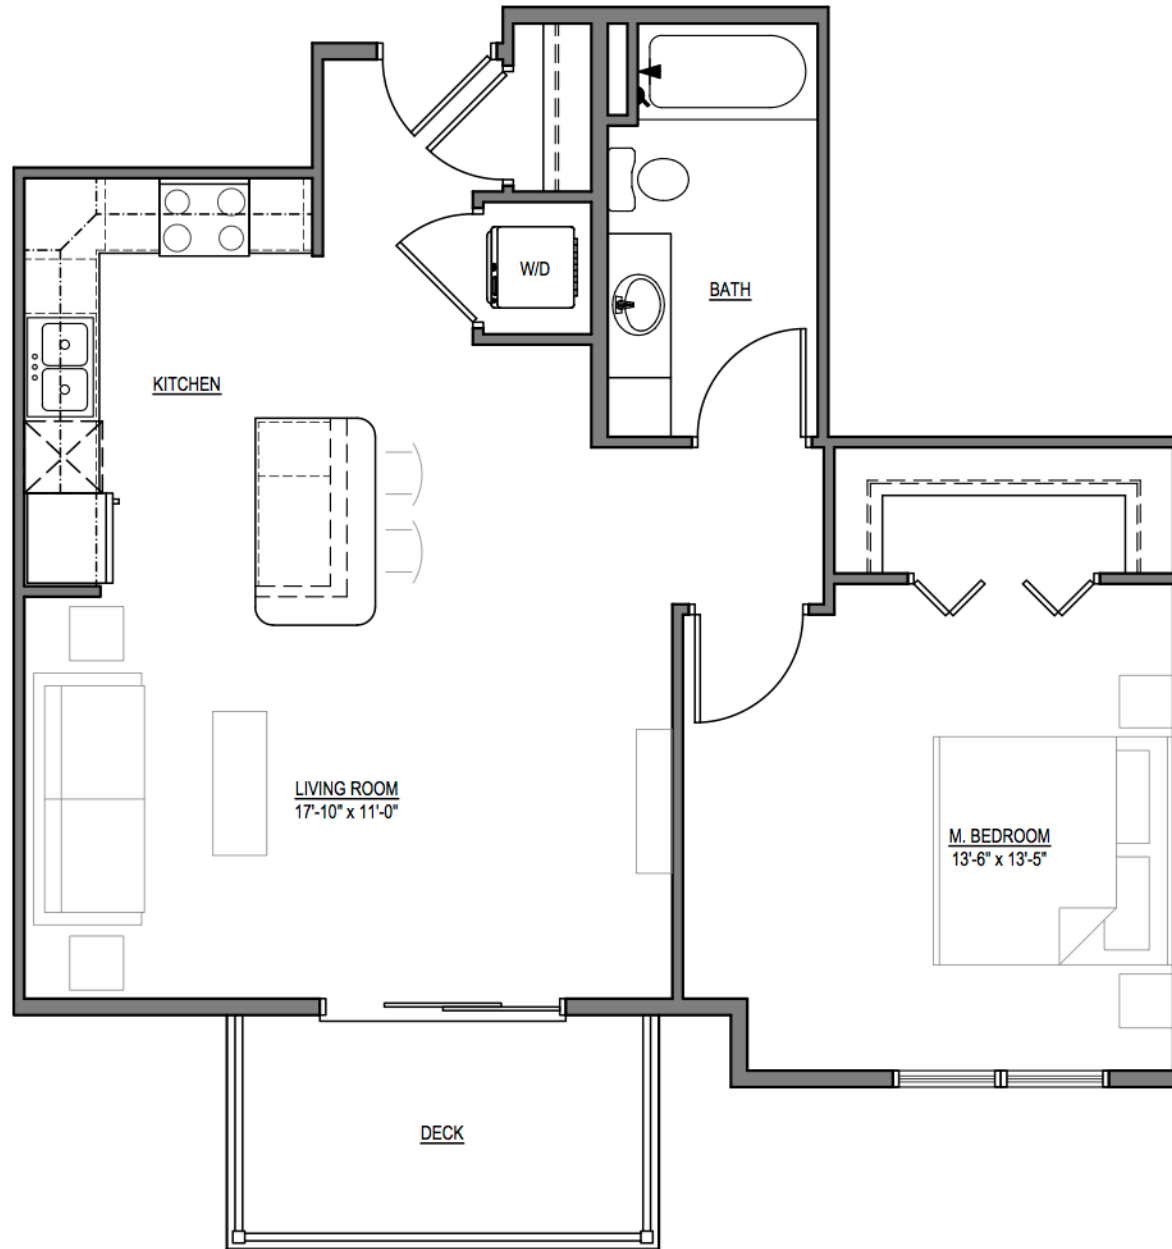 W/D
BATH
KITCHEN
LIVING ROOM
17'-10" x 11'-0"
M. BEDROOM
13'-6" x 13'-5"
DECK